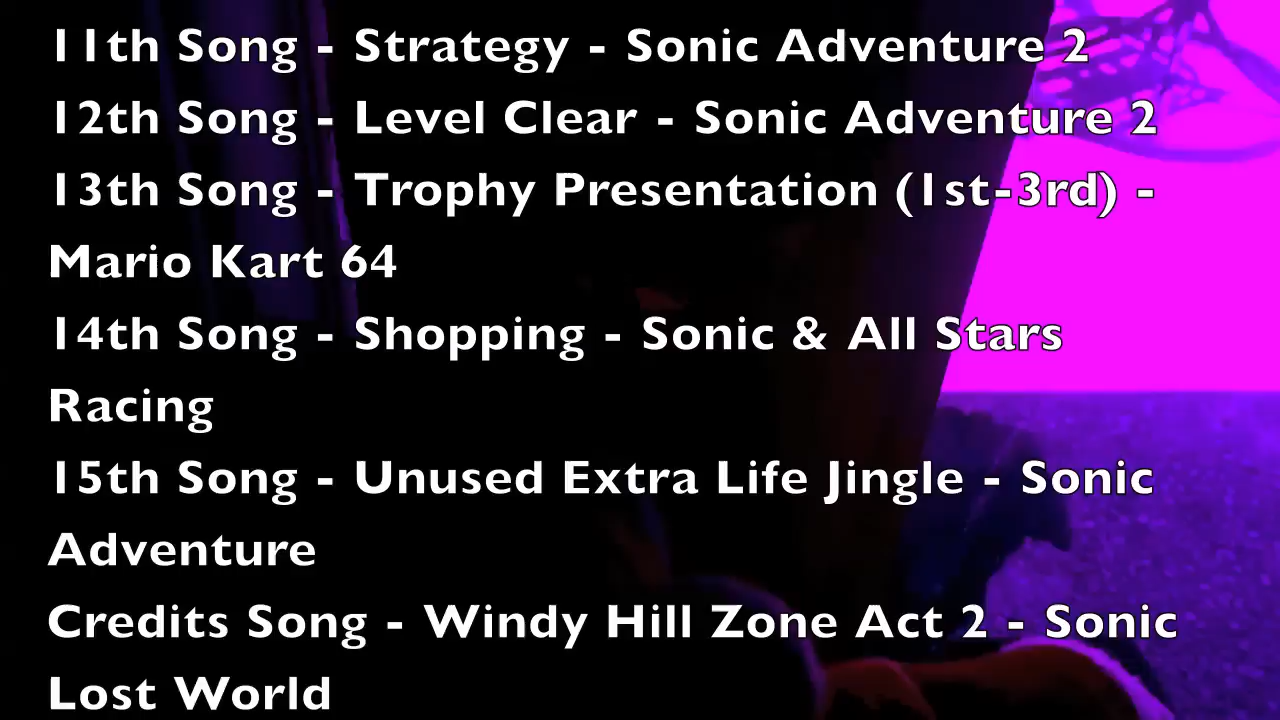 11th Song - Strategy - Sonic Adventure 2
12th Song - Level Clear - Sonic Adventure 2
13th Song - Trophy Presentation (1st-3rd) -
Mario Kart 64
14th Song - Shopping - Sonic & All Stars
Racing
15th Song - Unused Extra Life Jingle - Sonic
Adventure
Credits Song - Windy Hill Zone Act 2 - Sonic
Lost World